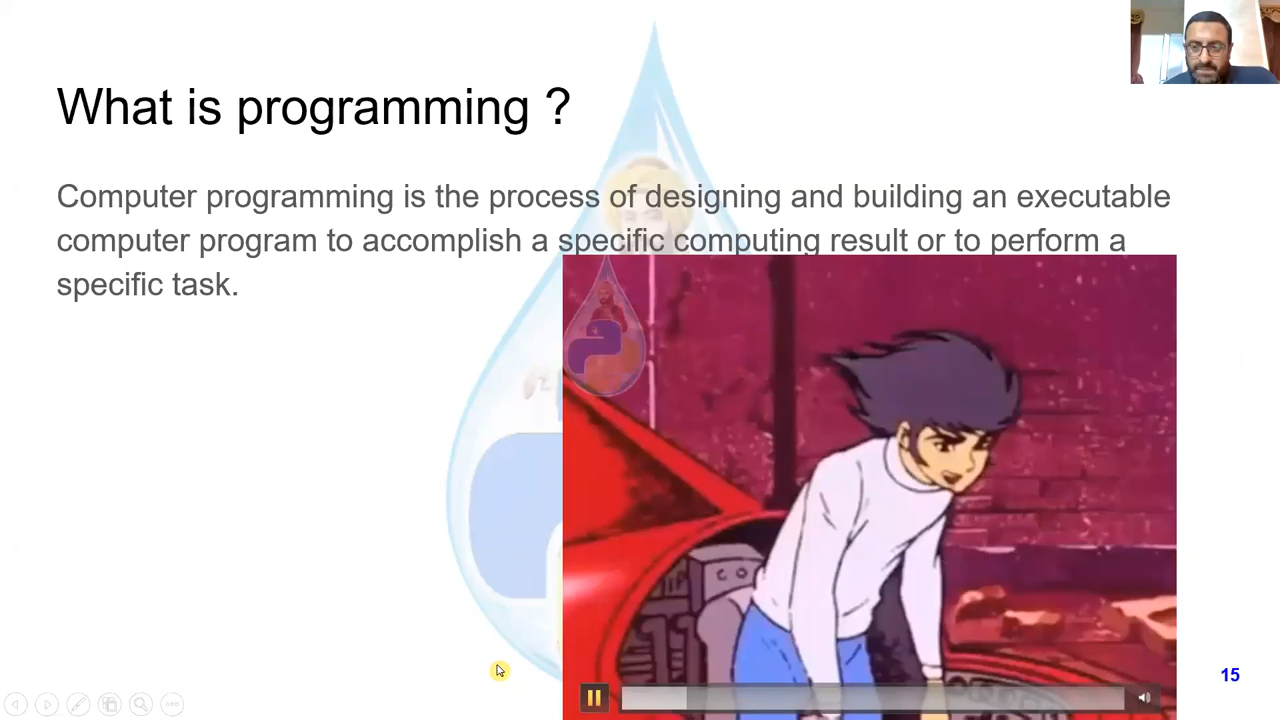 What is programming ?
Computer programming is the process of designing and building an executable
computer program to accomplish a specific computing result or to perform a
specific task.
15